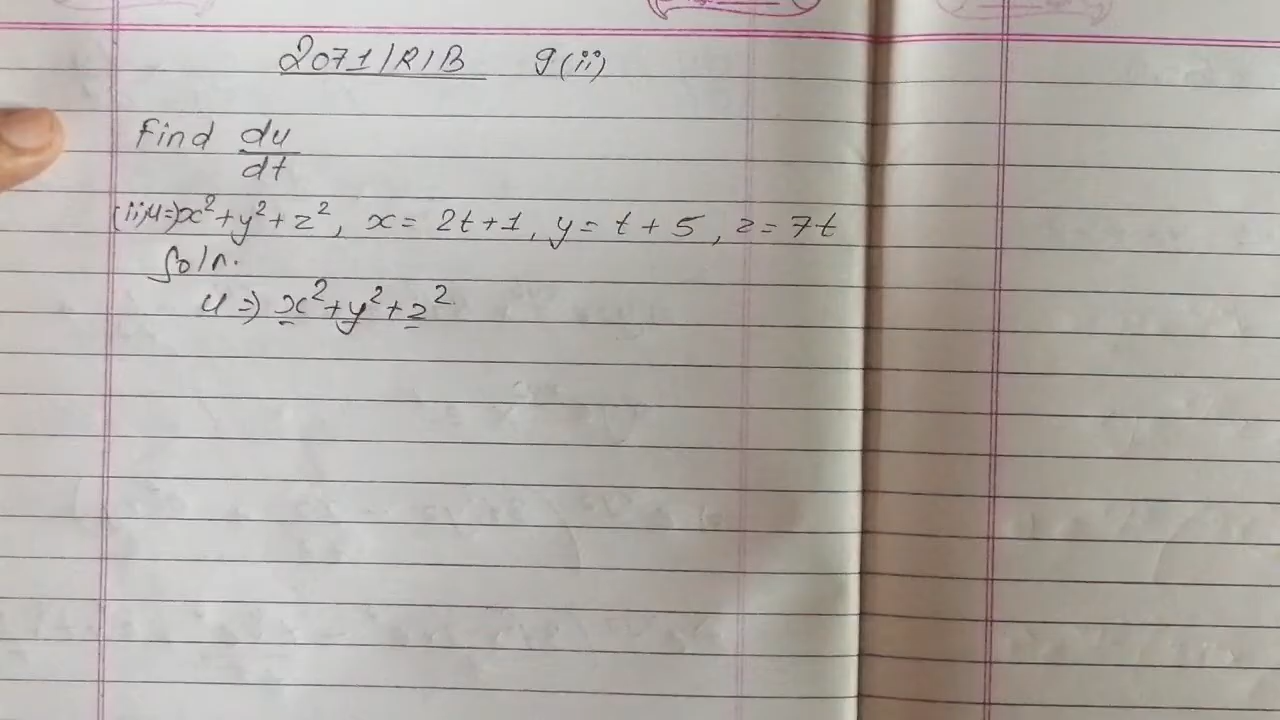 2071/R/B 9(ii)
Find du
dt
(ii) u=) x²+y²+z², x= 2t+1, y= t+5, z= 7t
Soln.
u=) x²+y²+z²